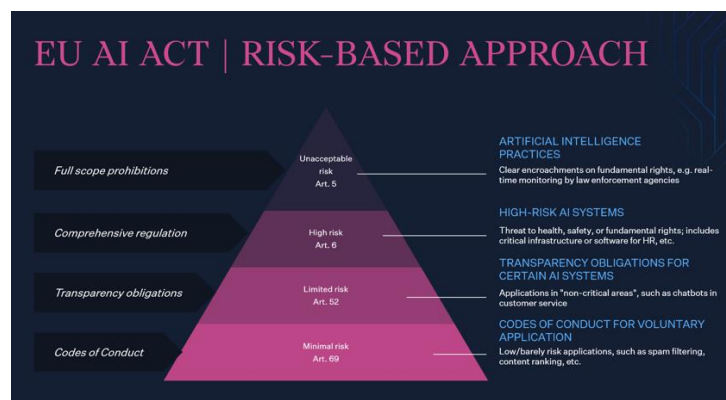 EU AI ACT | RISK-BASED APPROACH
Full scope prohibitions
Unacceptable
risk
Art. 5
ARTIFICIAL INTELLIGENCE
PRACTICES
Clear encroachments on fundamental rights, e.g. real-
time monitoring by law enforcement agencies
Comprehensive regulation
High risk
Art. 6
HIGH-RISK AI SYSTEMS
Threat to health, safety, or fundamental rights; includes
critical infrastructure or software for HR, etc.
Transparency obligations
Limited risk
Art. 52
TRANSPARENCY OBLIGATIONS FOR
CERTAIN AI SYSTEMS
Applications in "non-critical areas", such as chatbots in
customer service
Codes of Conduct
Minimal risk
Art. 69
CODES OF CONDUCT FOR VOLUNTARY
APPLICATION
Low/barely risk applications, such as spam filtering,
content ranking, etc.